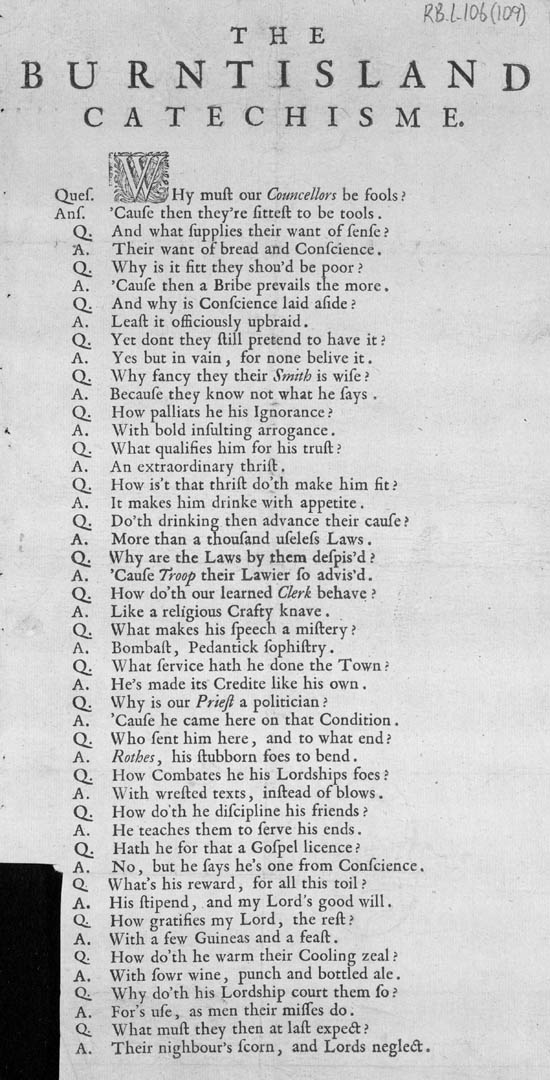 RB.L.106(109)
THE
BURNTISLAND
CATECHISME.
Queſ. WHy muſt our Councellors be fools?
Anſ. 'Cauſe then they're fitteſt to be tools.
Q. And what ſupplies their want of ſenſe?
A. Their want of bread and Conſcience.
Q. Why is it fitt they shou'd be poor?
A. 'Cauſe then a Bribe prevails the more.
Q. And why is Conſcience laid aſide?
A. Leaſt it officiously upbraid.
Q. Yet dont they ſtill pretend to have it?
A. Yes but in vain, for none belive it.
Q. Why fancy they their Smith is wiſe?
A. Becauſe they know not what he ſays.
Q. How palliats he his Ignorance?
A. With bold inſulting arrogance.
Q. What qualifies him for his truſt?
A. An extraordinary thriſt.
Q. How is't that thriſt do'th make him fit?
A. It makes him drinke with appetite.
Q. Do'th drinking then advance their cauſe?
A. More than a thouſand uſeleſs Laws.
Q. Why are the Laws by them deſpis'd?
A. 'Cauſe Troop their Lawier ſo advis'd.
Q. How do'th our learned Clerk behave?
A. Like a religious Crafty knave.
Q. What makes his ſpeech a miſtery?
A. Bombaſt, Pedantick ſophiſtry.
Q. What ſervice hath he done the Town?
A. He's made its Credite like his own.
Q. Why is our Prieſt a politician?
A. 'Cauſe he came here on that Condition.
Q. Who ſent him here, and to what end?
A. Rothes, his ſtubborn foes to bend.
Q. How Combates he his Lordships foes?
A. With wreſted texts, inſtead of blows.
Q. How do'th he diſcipline his friends?
A. He teaches them to ſerve his ends.
Q. Hath he for that a Goſpel licence?
A. No, but he ſays he's one from Conſcience.
Q. What's his reward, for all this toil?
A. His ſtipend, and my Lord's good will.
Q. How gratifies my Lord, the reſt?
A. With a few Guineas and a feaſt.
Q. How do'th he warm their Cooling zeal?
A. With ſowr wine, punch and bottled ale.
Q. Why do'th his Lordship court them ſo?
A. For's uſe, as men their miſſes do.
Q. What muſt they then at laſt expect?
A. Their nighbour's ſcorn, and Lords neglect.